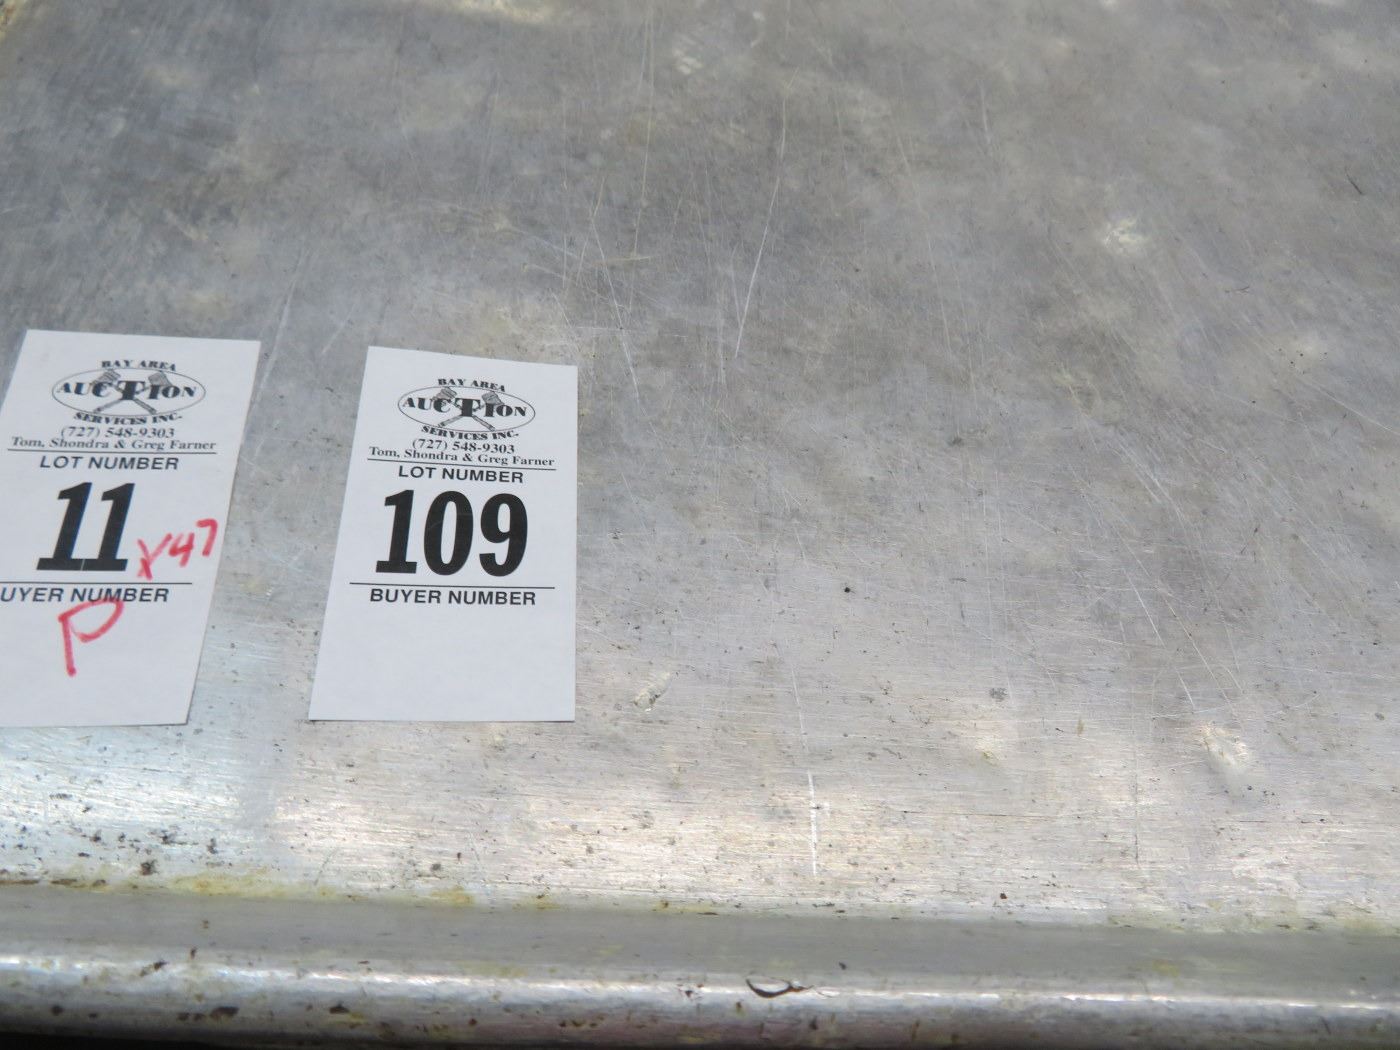 BAY AREA
AUCTION
SERVICES INC.
(727) 548-9303
Tom, Shondra & Greg Farner
LOT NUMBER
11 x47
UYER NUMBER
P
BAY AREA
AUCTION
SERVICES INC.
(727) 548-9303
Tom, Shondra & Greg Farner
LOT NUMBER
109
BUYER NUMBER